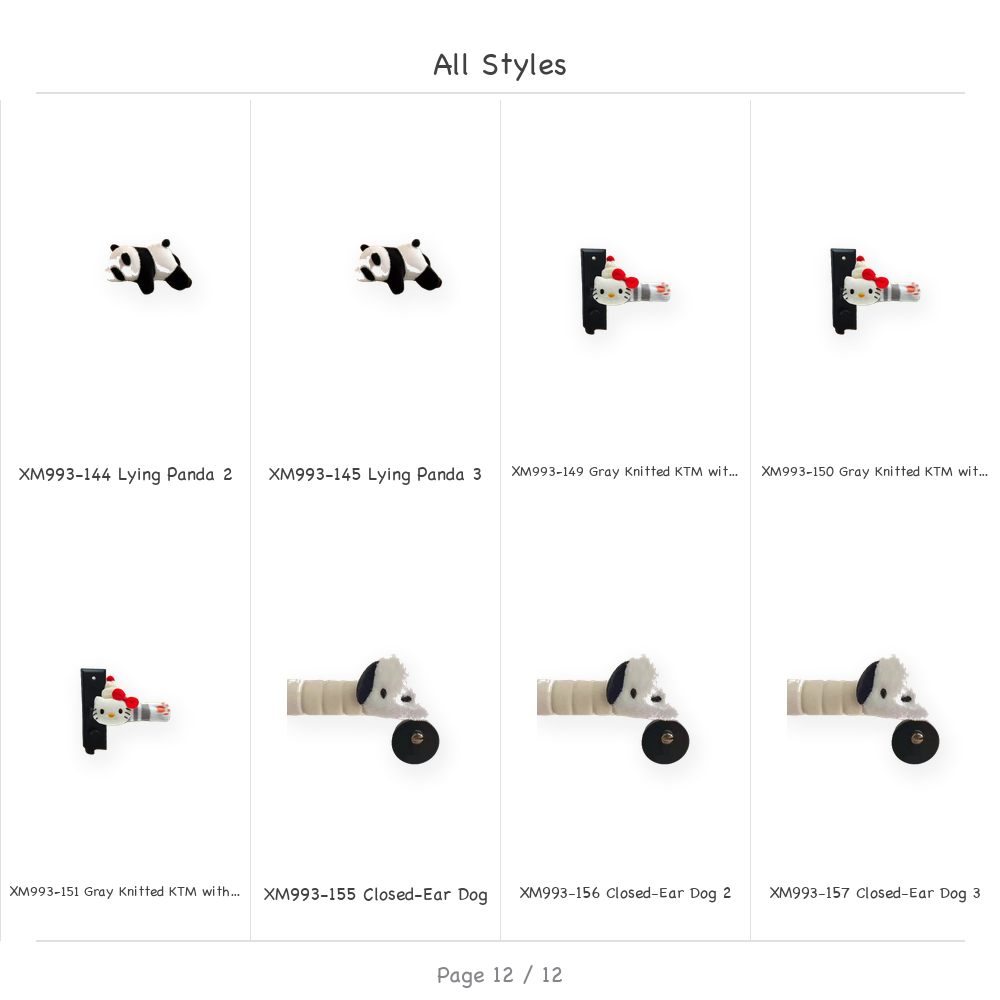 All Styles
XM993-144 Lying Panda 2
XM993-145 Lying Panda 3
XM993-149 Gray Knitted KTM wit...
XM993-150 Gray Knitted KTM wit...
XM993-151 Gray Knitted KTM with...
XM993-155 Closed-Ear Dog
XM993-156 Closed-Ear Dog 2
XM993-157 Closed-Ear Dog 3
Page 12 / 12